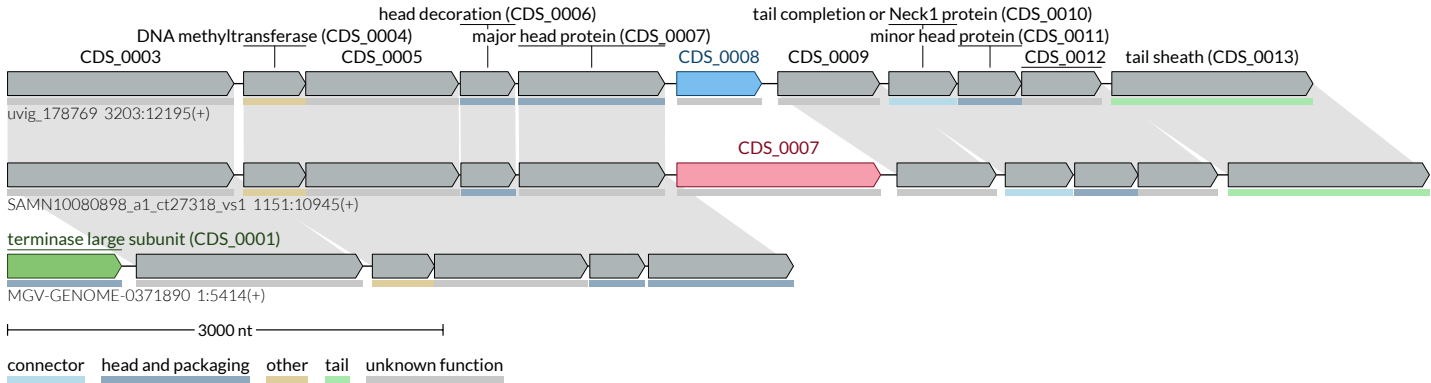 head decoration (CDS_0006) tail completion or Neck1 protein (CDS_0010)
DNA methyltransferase (CDS_0004) major head protein (CDS_0007) minor head protein (CDS_0011)
CDS_0003 CDS_0005 CDS_0008 CDS_0009 CDS_0012 tail sheath (CDS_0013)
uvig_178769 3203:12195(+)
CDS_0007
SAMN10080898_a1_ct27318_vs1 1151:10945(+)
terminase large subunit (CDS_0001)
MGV-GENOME-0371890 1:5414(+)
3000 nt
connector head and packaging other tail unknown function